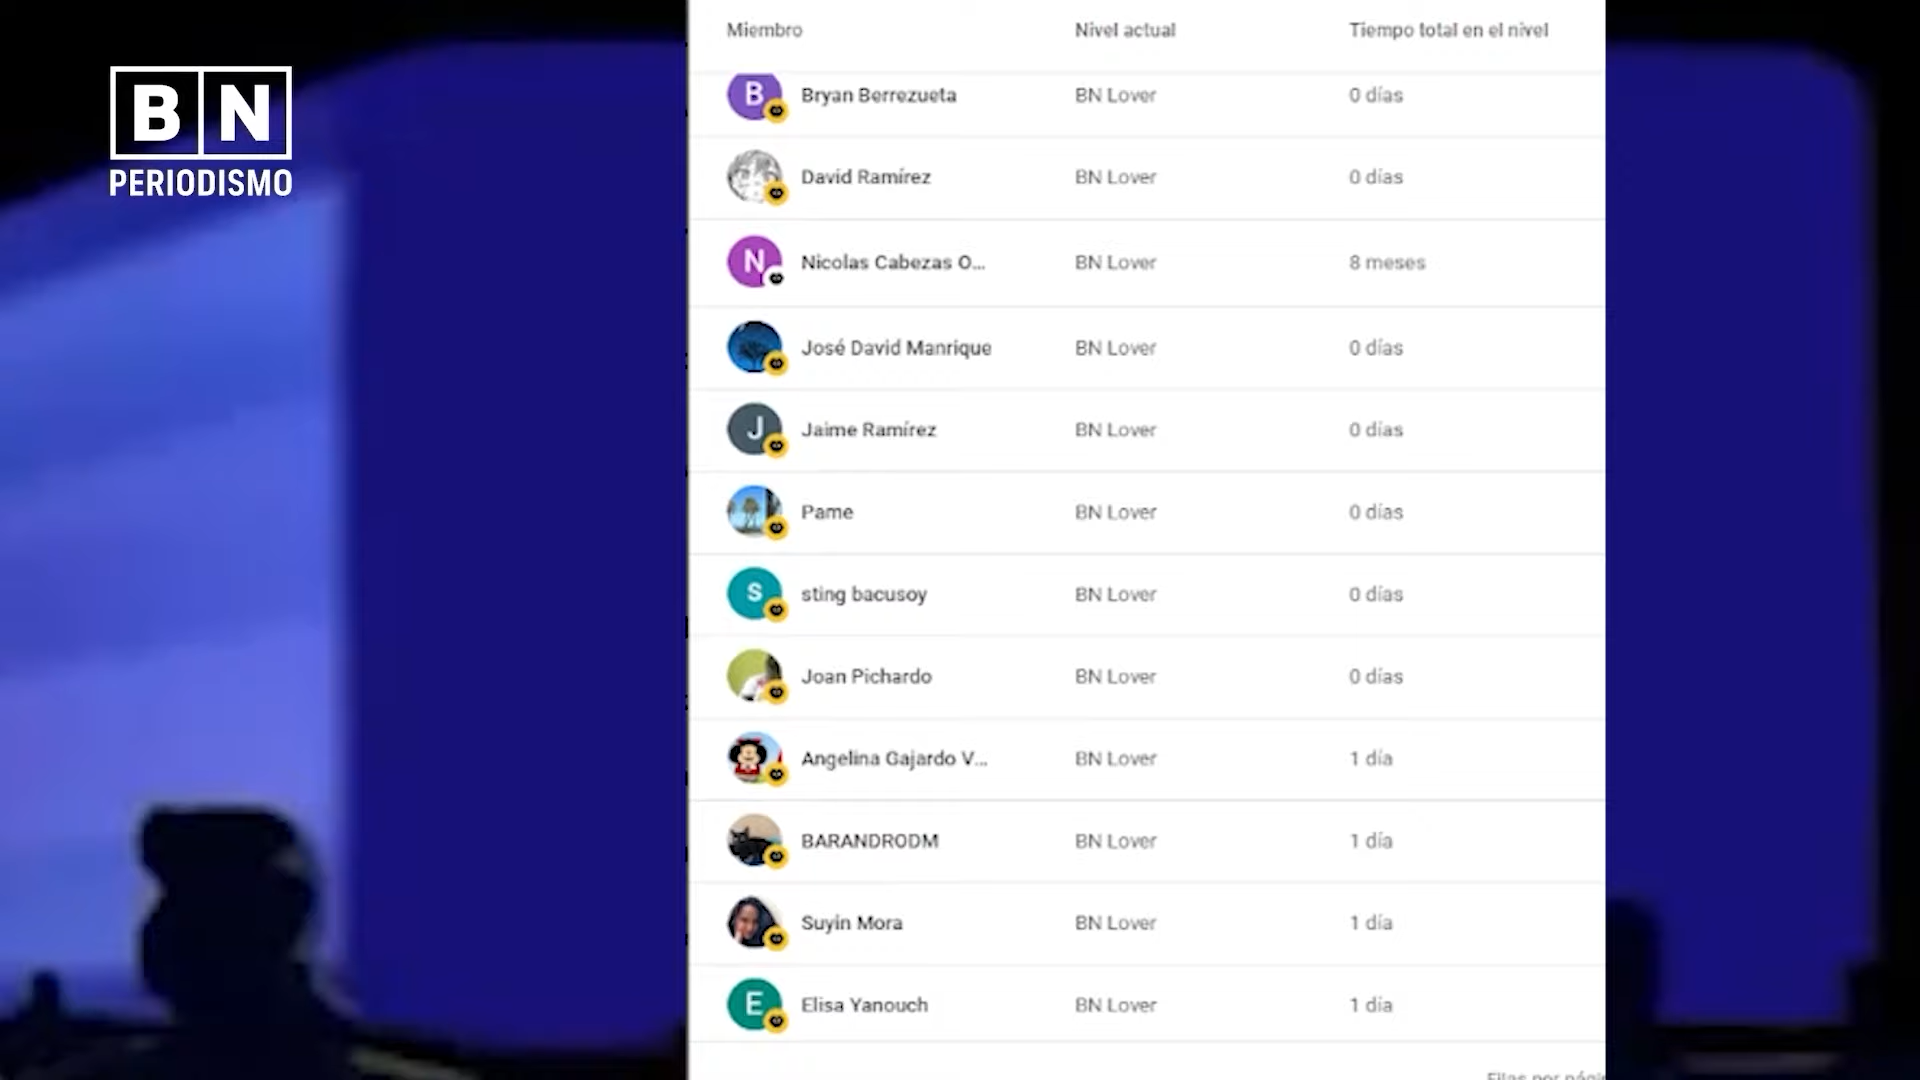 BN
PERIODISMO
Miembro Nivel actual Tiempo total en el nivel
B Bryan Berrezueta BN Lover 0 días
David Ramírez BN Lover 0 días
N Nicolas Cabezas O... BN Lover 8 meses
José David Manrique BN Lover 0 días
J Jaime Ramírez BN Lover 0 días
Pame BN Lover 0 días
S sting bacusoy BN Lover 0 días
Joan Pichardo BN Lover 0 días
Angelina Gajardo V... BN Lover 1 día
BARANDRODM BN Lover 1 día
Suyin Mora BN Lover 1 día
E Elisa Yanouch BN Lover 1 día